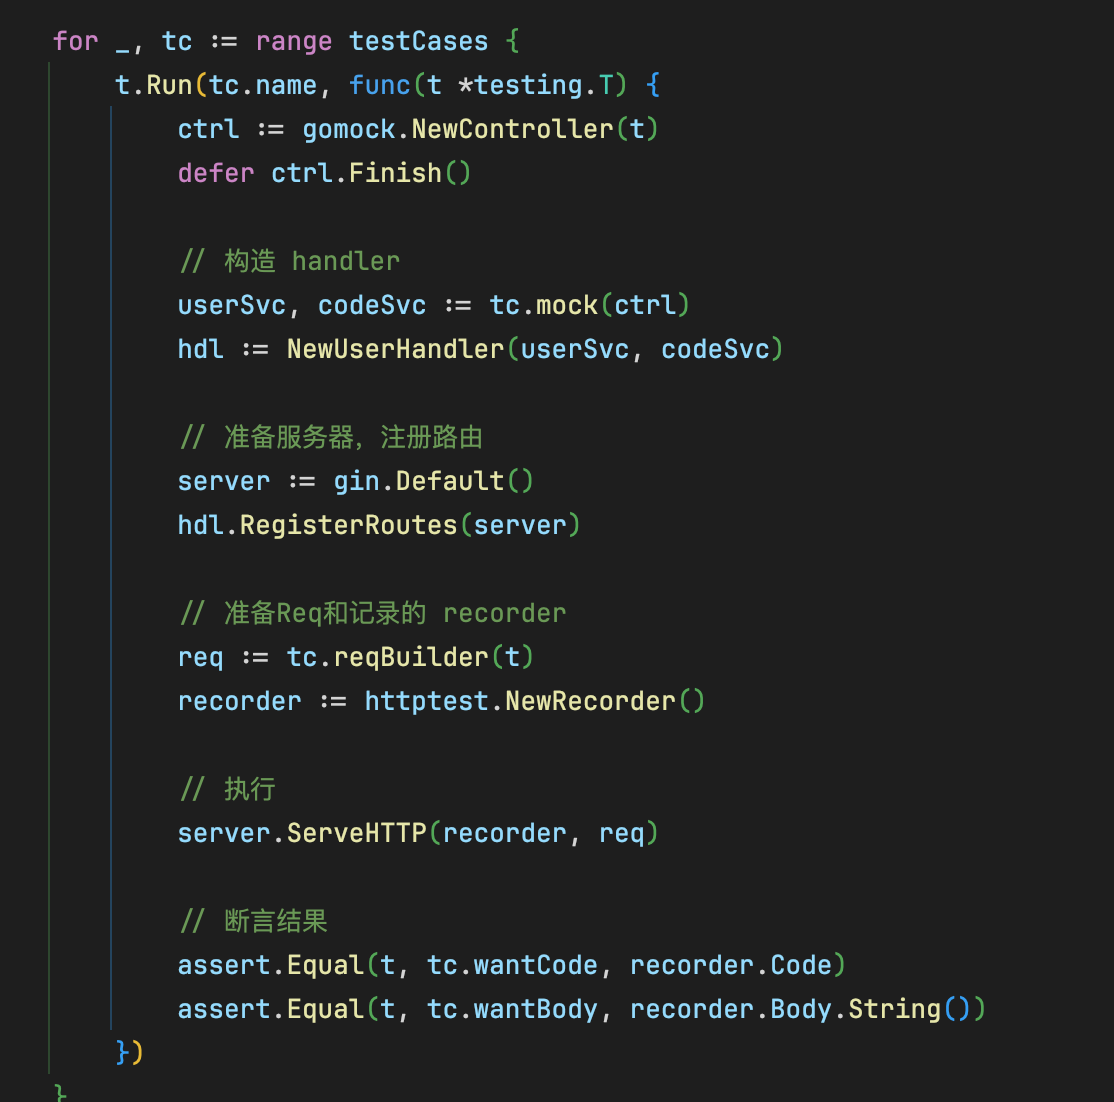 for _, tc := range testCases {
t.Run(tc.name, func(t *testing.T) {
ctrl := gomock.NewController(t)
defer ctrl.Finish()
// 构造 handler
userSvc, codeSvc := tc.mock(ctrl)
hdl := NewUserHandler(userSvc, codeSvc)
// 准备服务器，注册路由
server := gin.Default()
hdl.RegisterRoutes(server)
// 准备Req和记录的 recorder
req := tc.reqBuilder(t)
recorder := httptest.NewRecorder()
// 执行
server.ServeHTTP(recorder, req)
// 断言结果
assert.Equal(t, tc.wantCode, recorder.Code)
assert.Equal(t, tc.wantBody, recorder.Body.String())
})
}